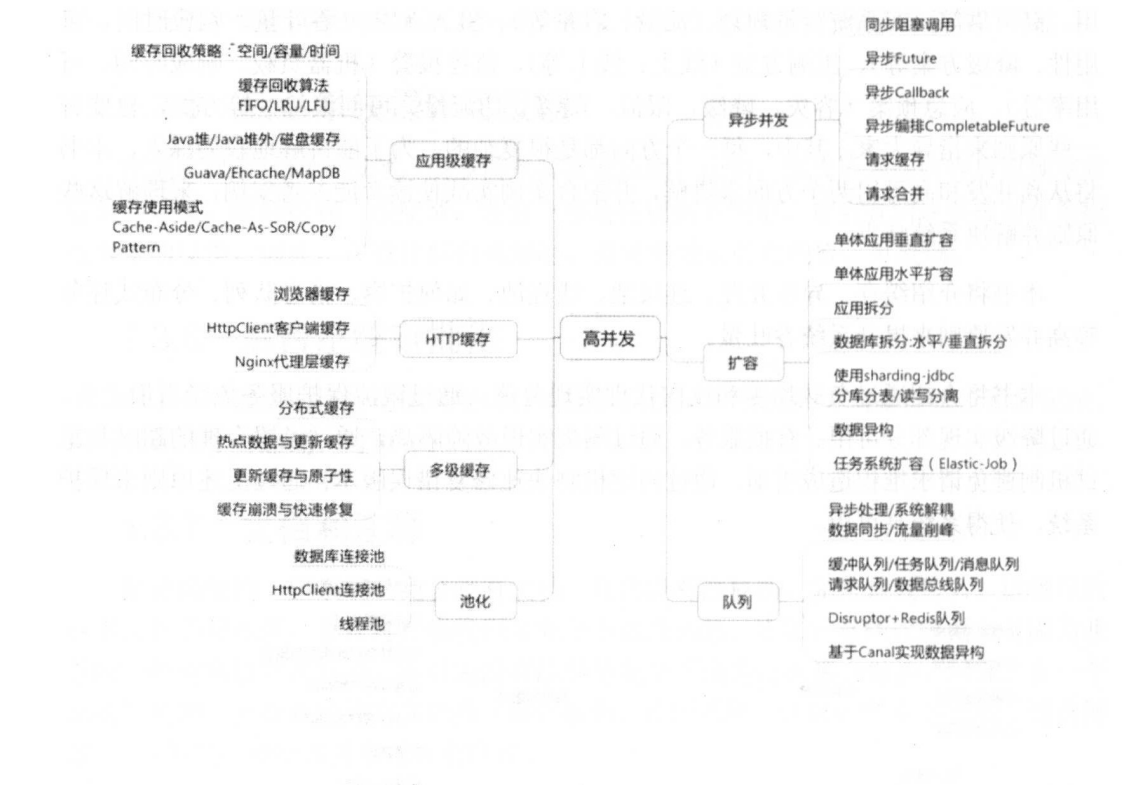 缓存回收策略:空间/容量/时间
缓存回收算法
FIFO/LRU/LFU
Java堆/Java堆外/磁盘缓存
Guava/Ehcache/MapDB
缓存使用模式
Cache-Aside/Cache-As-SoR/Copy
Pattern
应用级缓存
浏览器缓存
HttpClient客户端缓存
Nginx代理层缓存
HTTP缓存
分布式缓存
热点数据与更新缓存
更新缓存与原子性
缓存崩溃与快速修复
多级缓存
数据库连接池
HttpClient连接池
线程池
池化
高并发
异步并发
同步阻塞调用
异步Future
异步Callback
异步编排CompletableFuture
请求缓存
请求合并
扩容
单体应用垂直扩容
单体应用水平扩容
应用拆分
数据库拆分:水平/垂直拆分
使用sharding-jdbc
分库分表/读写分离
数据异构
任务系统扩容（Elastic-Job）
队列
异步处理/系统解耦
数据同步/流量削峰
缓冲队列/任务队列/消息队列
请求队列/数据总线队列
Disruptor+Redis队列
基于Canal实现数据异构